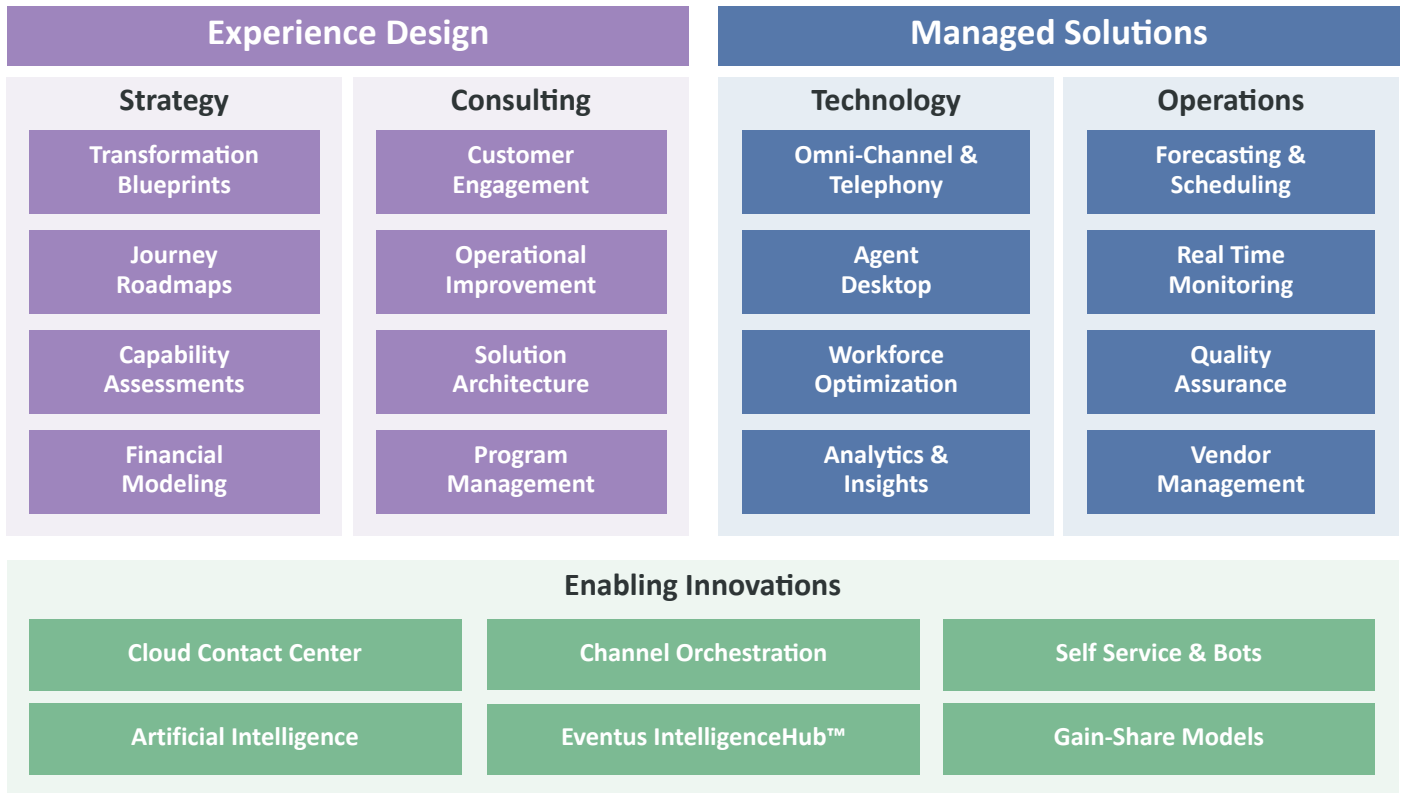 Experience Design
Strategy
Transformation
Blueprints
Journey
Roadmaps
Capability
Assessments
Financial
Modeling
Consulting
Customer
Engagement
Operational
Improvement
Solution
Architecture
Program
Management
Managed Solutions
Technology
Omni-Channel &
Telephony
Agent
Desktop
Workforce
Optimization
Analytics &
Insights
Operations
Forecasting &
Scheduling
Real Time
Monitoring
Quality
Assurance
Vendor
Management
Enabling Innovations
Cloud Contact Center
Channel Orchestration
Self Service & Bots
Artificial Intelligence
Eventus IntelligenceHub™
Gain-Share Models